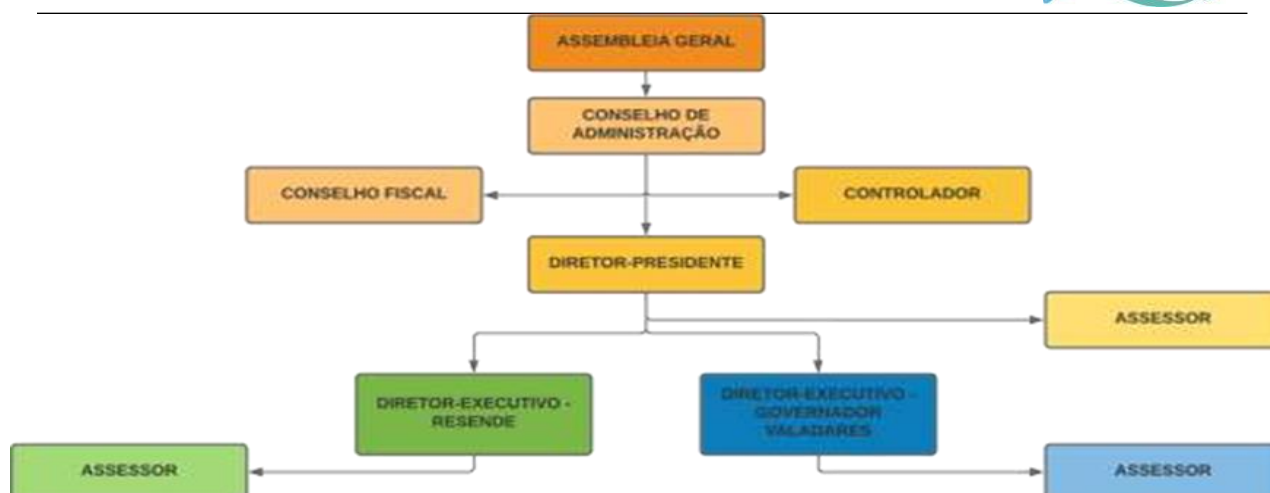 ASSEMBLEIA GERAL
CONSELHO DE
ADMINISTRAÇÃO
CONSELHO FISCAL
CONTROLADOR
DIRETOR-PRESIDENTE
ASSESSOR
DIRETOR-EXECUTIVO -
RESENDE
DIRETOR-EXECUTIVO -
GOVERNADOR
VALADARES
ASSESSOR
ASSESSOR